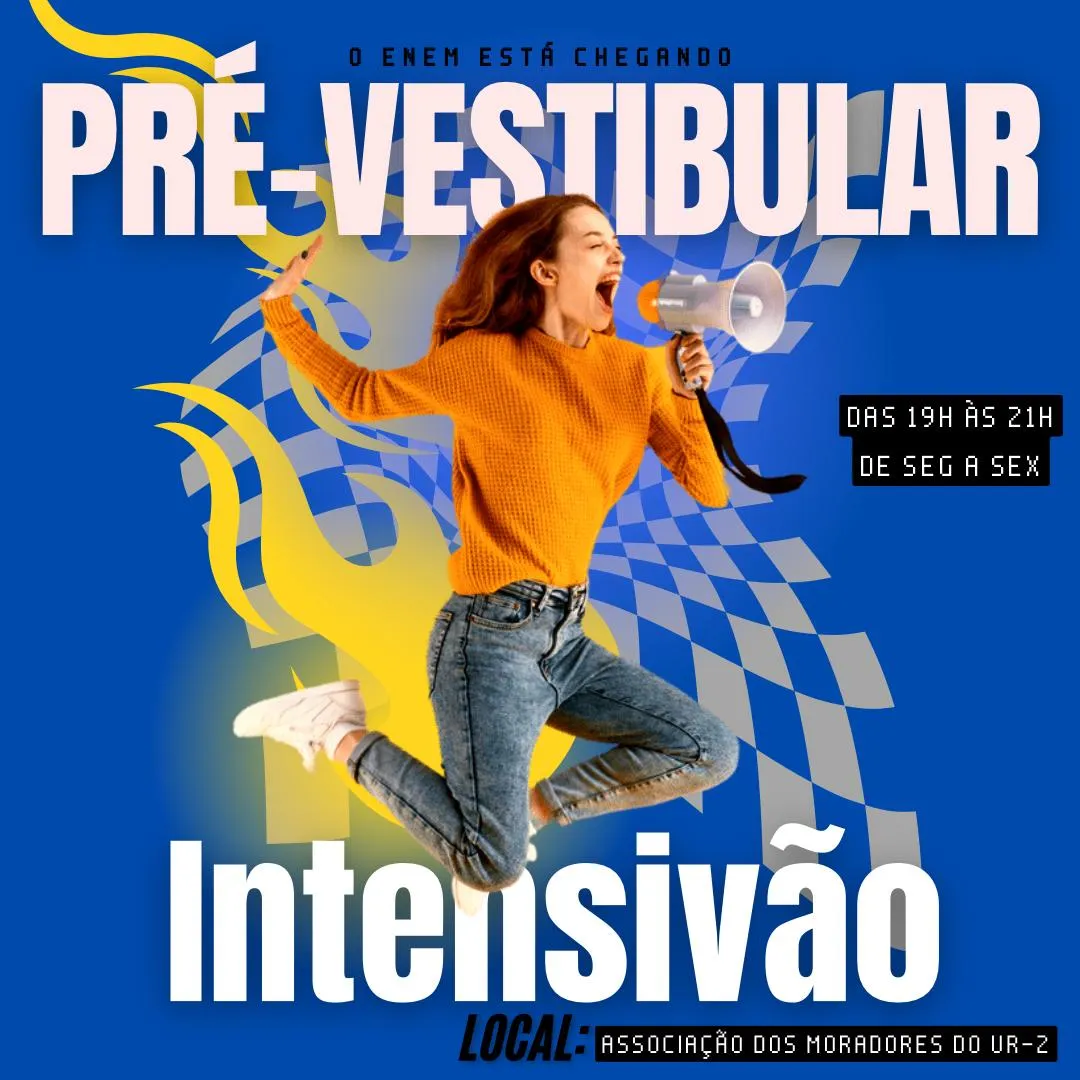 O ENEM ESTÁ CHEGANDO
PRÉ-VESTIBULAR
DAS 19H ÀS 21H
DE SEG A SEX
Intensivão
LOCAL: ASSOCIAÇÃO DOS MORADORES DO UR-2